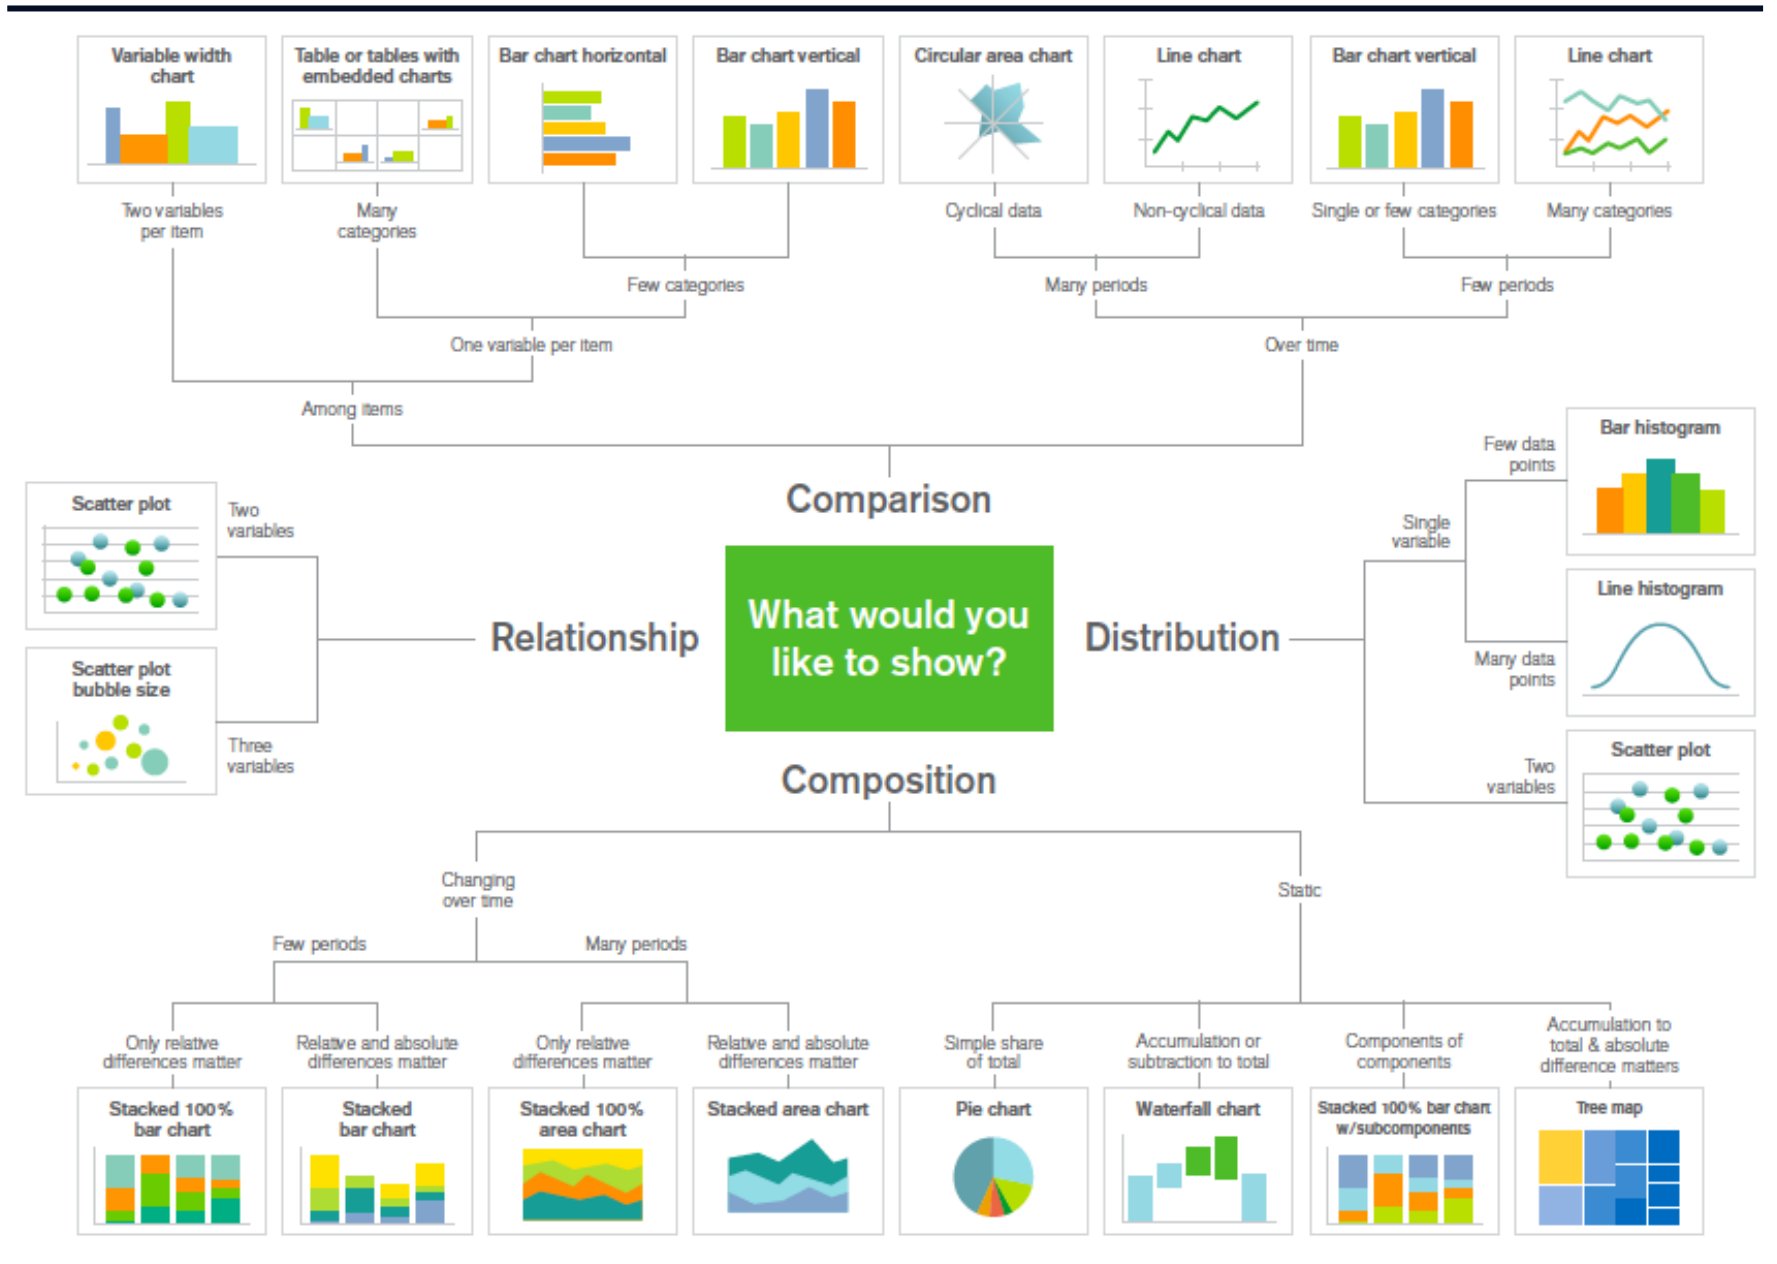 Variable width
chart
Table or tables with
embedded charts
Bar chart horizontal
Bar chart vertical
Circular area chart
Line chart
Bar chart vertical
Line chart
Two variables
per item
Many
categories
Cyclical data
Non-cyclical data
Single or few categories
Many categories
Few categories
Many periods
Few periods
One variable per item
Over time
Among items
Comparison
Scatter plot
Two
variables
Scatter plot
bubble size
Three
variables
Relationship
What would you
like to show?
Distribution
Single
variable
Few data
points
Bar histogram
Many data
points
Line histogram
Two
variables
Scatter plot
Composition
Changing
over time
Static
Few periods
Many periods
Only relative
differences matter
Relative and absolute
differences matter
Only relative
differences matter
Relative and absolute
differences matter
Simple share
of total
Accumulation or
subtraction to total
Components of
components
Accumulation to
total & absolute
difference matters
Stacked 100%
bar chart
Stacked
bar chart
Stacked 100%
area chart
Stacked area chart
Pie chart
Waterfall chart
Stacked 100% bar chart
w/subcomponents
Tree map